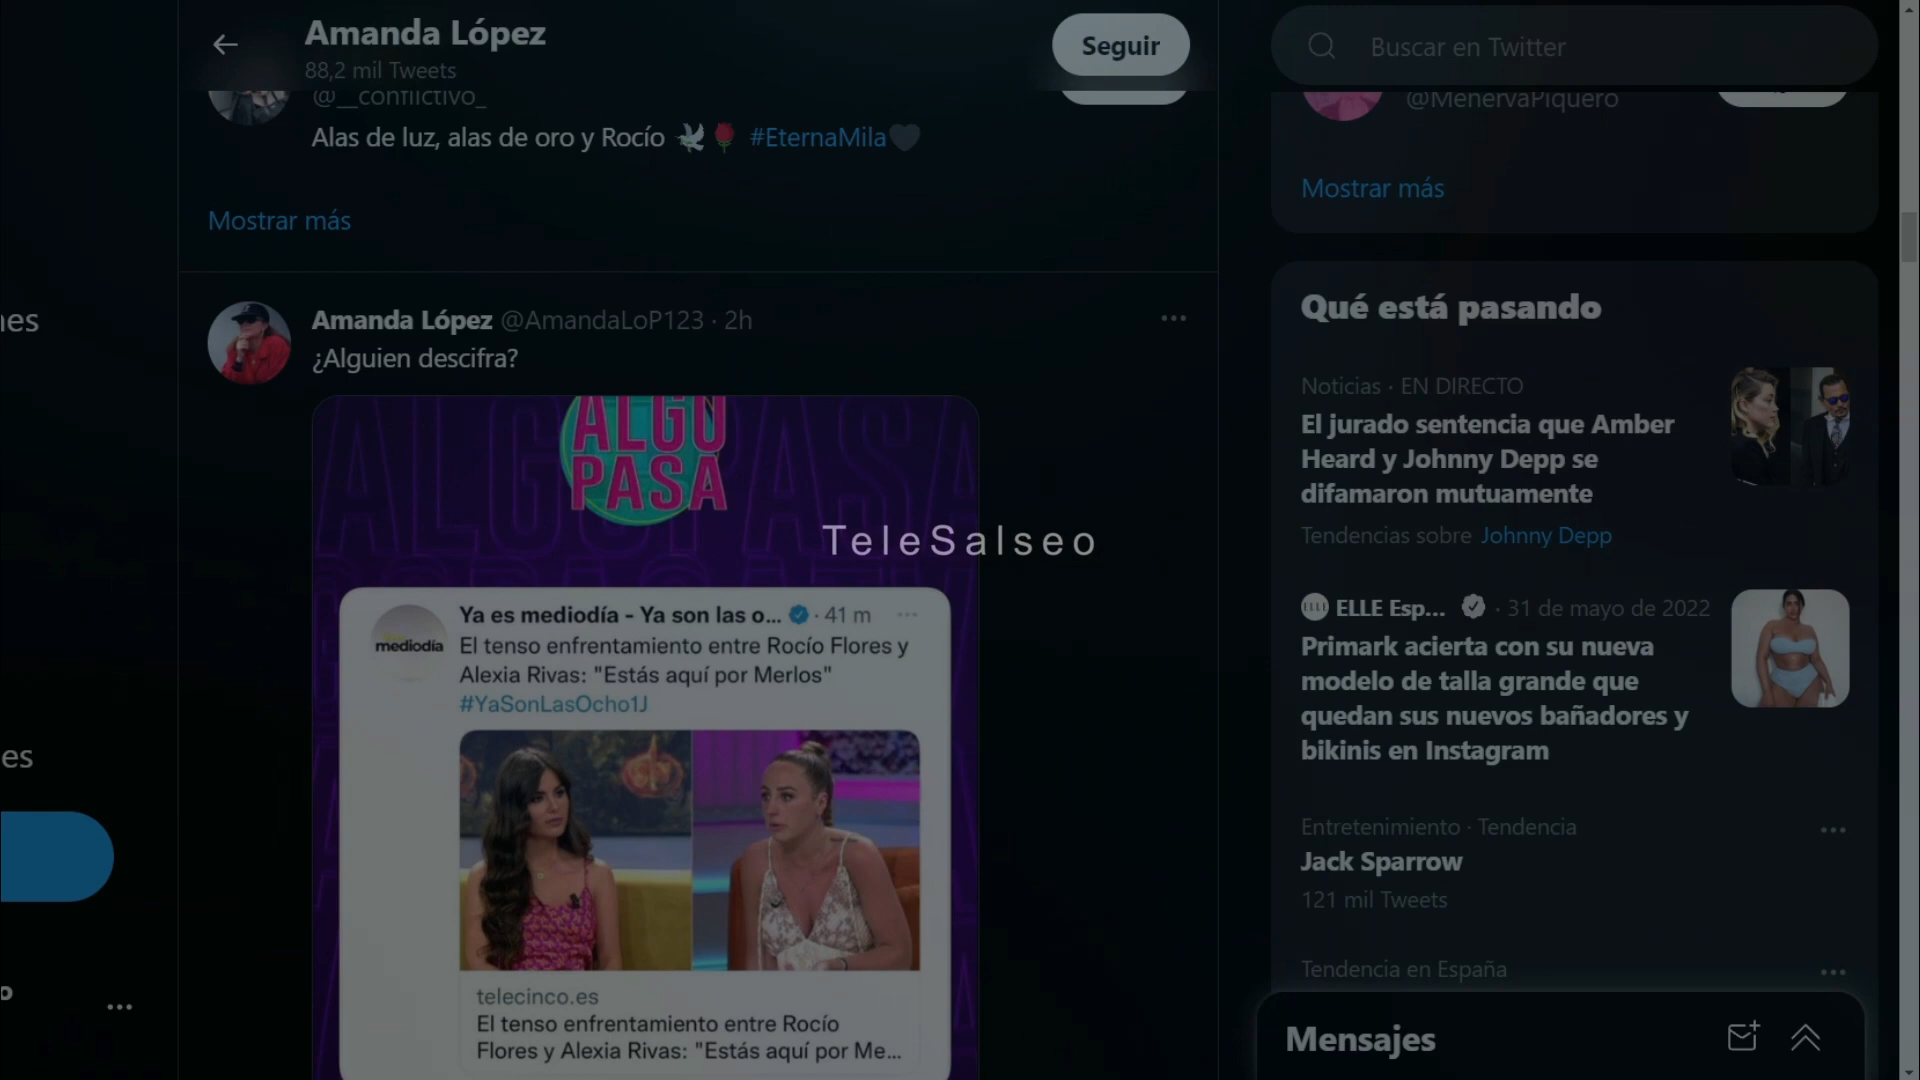 Amanda López
88,2 mil Tweets
Seguir
@__conflictivo_
Alas de luz, alas de oro y Rocío 🕊️🌹 #EternaMila🖤
Mostrar más
Amanda López @AmandaLoP123 · 2h
¿Alguien descifra?
ALGO
PASA
TeleSalseo
mediodía
Ya es mediodía - Ya son las o... · 41 m
El tenso enfrentamiento entre Rocío Flores y
Alexia Rivas: "Estás aquí por Merlos"
#YaSonLasOcho1J
telecinco.es
El tenso enfrentamiento entre Rocío
Flores y Alexia Rivas: "Estás aquí por Me...
es
Buscar en Twitter
@MenervaPiquero
Mostrar más
Qué está pasando
Noticias · EN DIRECTO
El jurado sentencia que Amber
Heard y Johnny Depp se
difamaron mutuamente
Tendencias sobre Johnny Depp
ELLE
ELLE Esp... · 31 de mayo de 2022
Primark acierta con su nueva
modelo de talla grande que
quedan sus nuevos bañadores y
bikinis en Instagram
Entretenimiento · Tendencia
Jack Sparrow
121 mil Tweets
Tendencia en España
Mensajes